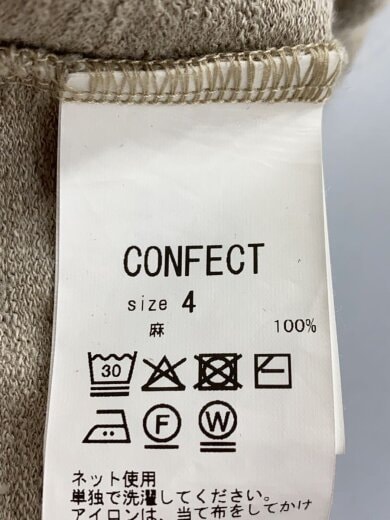 CONFECT
size 4
麻 100%
30
F W
ネット使用
単独で洗濯してください。
アイロンは、当て布をしてかけ